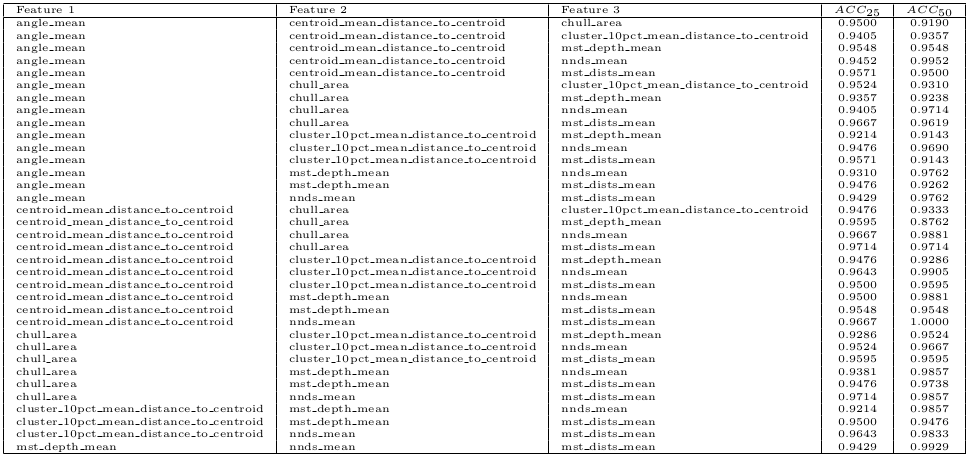 Feature 1 Feature 2 Feature 3 ACC25 ACC50
angle_mean centroid_mean_distance_to_centroid chull_area 0.9500 0.9190
angle_mean centroid_mean_distance_to_centroid cluster_10pct_mean_distance_to_centroid 0.9405 0.9357
angle_mean centroid_mean_distance_to_centroid mst_depth_mean 0.9548 0.9548
angle_mean centroid_mean_distance_to_centroid nnds_mean 0.9452 0.9952
angle_mean centroid_mean_distance_to_centroid mst_dists_mean 0.9571 0.9500
angle_mean chull_area cluster_10pct_mean_distance_to_centroid 0.9524 0.9310
angle_mean chull_area mst_depth_mean 0.9357 0.9238
angle_mean chull_area nnds_mean 0.9405 0.9714
angle_mean chull_area mst_dists_mean 0.9667 0.9619
angle_mean cluster_10pct_mean_distance_to_centroid mst_depth_mean 0.9214 0.9143
angle_mean cluster_10pct_mean_distance_to_centroid nnds_mean 0.9476 0.9690
angle_mean cluster_10pct_mean_distance_to_centroid mst_dists_mean 0.9571 0.9143
angle_mean mst_depth_mean nnds_mean 0.9310 0.9762
angle_mean mst_depth_mean mst_dists_mean 0.9476 0.9262
angle_mean nnds_mean mst_dists_mean 0.9429 0.9762
centroid_mean_distance_to_centroid chull_area cluster_10pct_mean_distance_to_centroid 0.9476 0.9333
centroid_mean_distance_to_centroid chull_area mst_depth_mean 0.9595 0.8762
centroid_mean_distance_to_centroid chull_area nnds_mean 0.9667 0.9881
centroid_mean_distance_to_centroid chull_area mst_dists_mean 0.9714 0.9714
centroid_mean_distance_to_centroid cluster_10pct_mean_distance_to_centroid mst_depth_mean 0.9476 0.9286
centroid_mean_distance_to_centroid cluster_10pct_mean_distance_to_centroid nnds_mean 0.9643 0.9905
centroid_mean_distance_to_centroid cluster_10pct_mean_distance_to_centroid mst_dists_mean 0.9500 0.9595
centroid_mean_distance_to_centroid mst_depth_mean nnds_mean 0.9500 0.9881
centroid_mean_distance_to_centroid mst_depth_mean mst_dists_mean 0.9548 0.9548
centroid_mean_distance_to_centroid nnds_mean mst_dists_mean 0.9667 1.0000
chull_area cluster_10pct_mean_distance_to_centroid mst_depth_mean 0.9286 0.9524
chull_area cluster_10pct_mean_distance_to_centroid nnds_mean 0.9524 0.9667
chull_area cluster_10pct_mean_distance_to_centroid mst_dists_mean 0.9595 0.9595
chull_area mst_depth_mean nnds_mean 0.9381 0.9857
chull_area mst_depth_mean mst_dists_mean 0.9476 0.9738
chull_area nnds_mean mst_dists_mean 0.9714 0.9857
cluster_10pct_mean_distance_to_centroid mst_depth_mean nnds_mean 0.9214 0.9857
cluster_10pct_mean_distance_to_centroid mst_depth_mean mst_dists_mean 0.9500 0.9476
cluster_10pct_mean_distance_to_centroid nnds_mean mst_dists_mean 0.9643 0.9833
mst_depth_mean nnds_mean mst_dists_mean 0.9429 0.9929